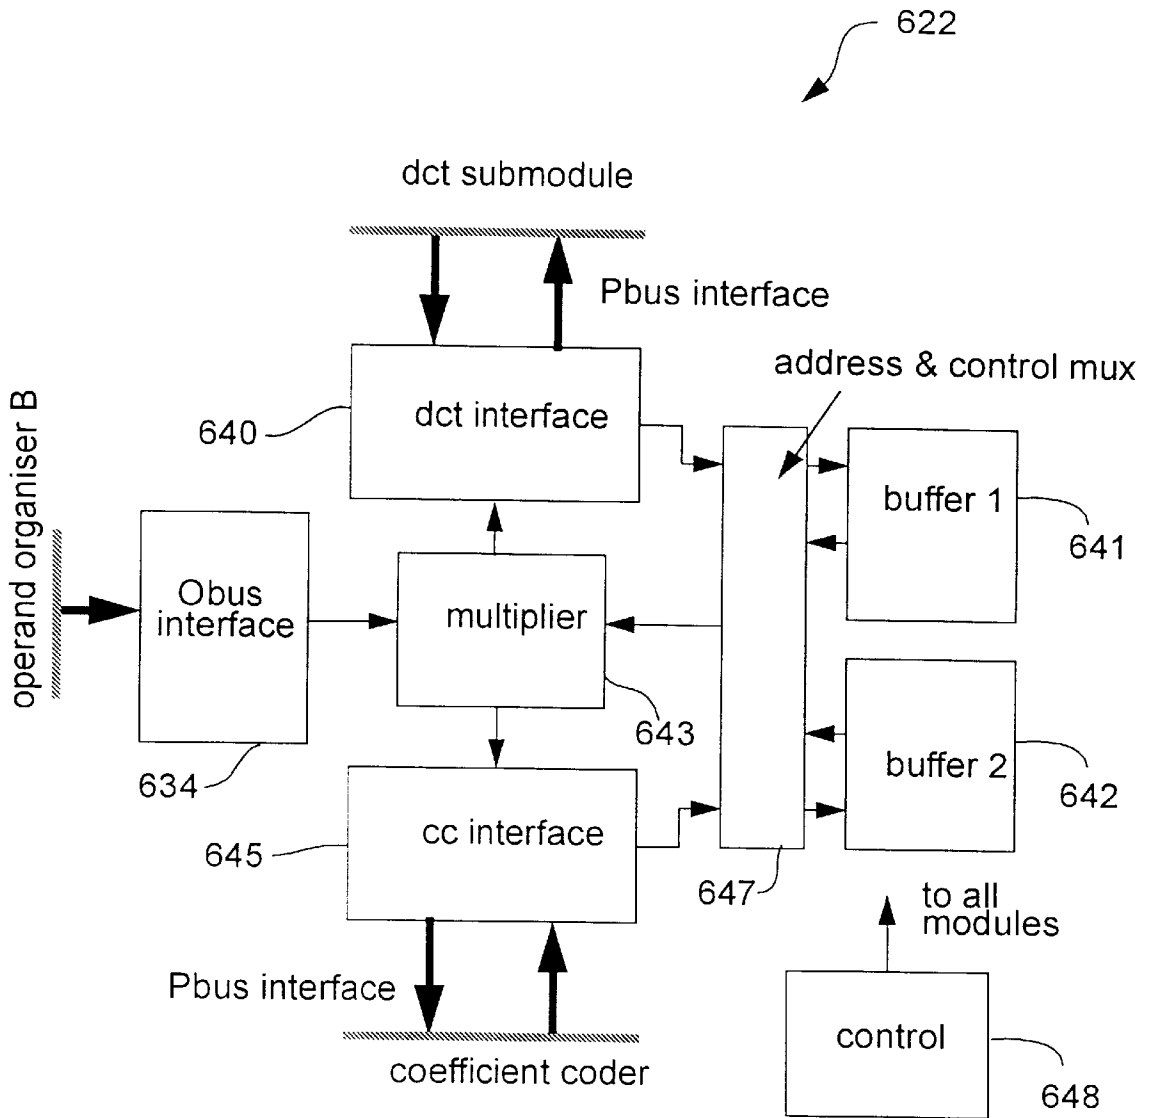 622
dct submodule
Pbus interface
address & control mux
operand organiser B
640
dct interface
buffer 1
641
Obus
interface
multiplier
643
634
buffer 2
642
645
cc interface
647
to all
modules
Pbus interface
control
coefficient coder
648